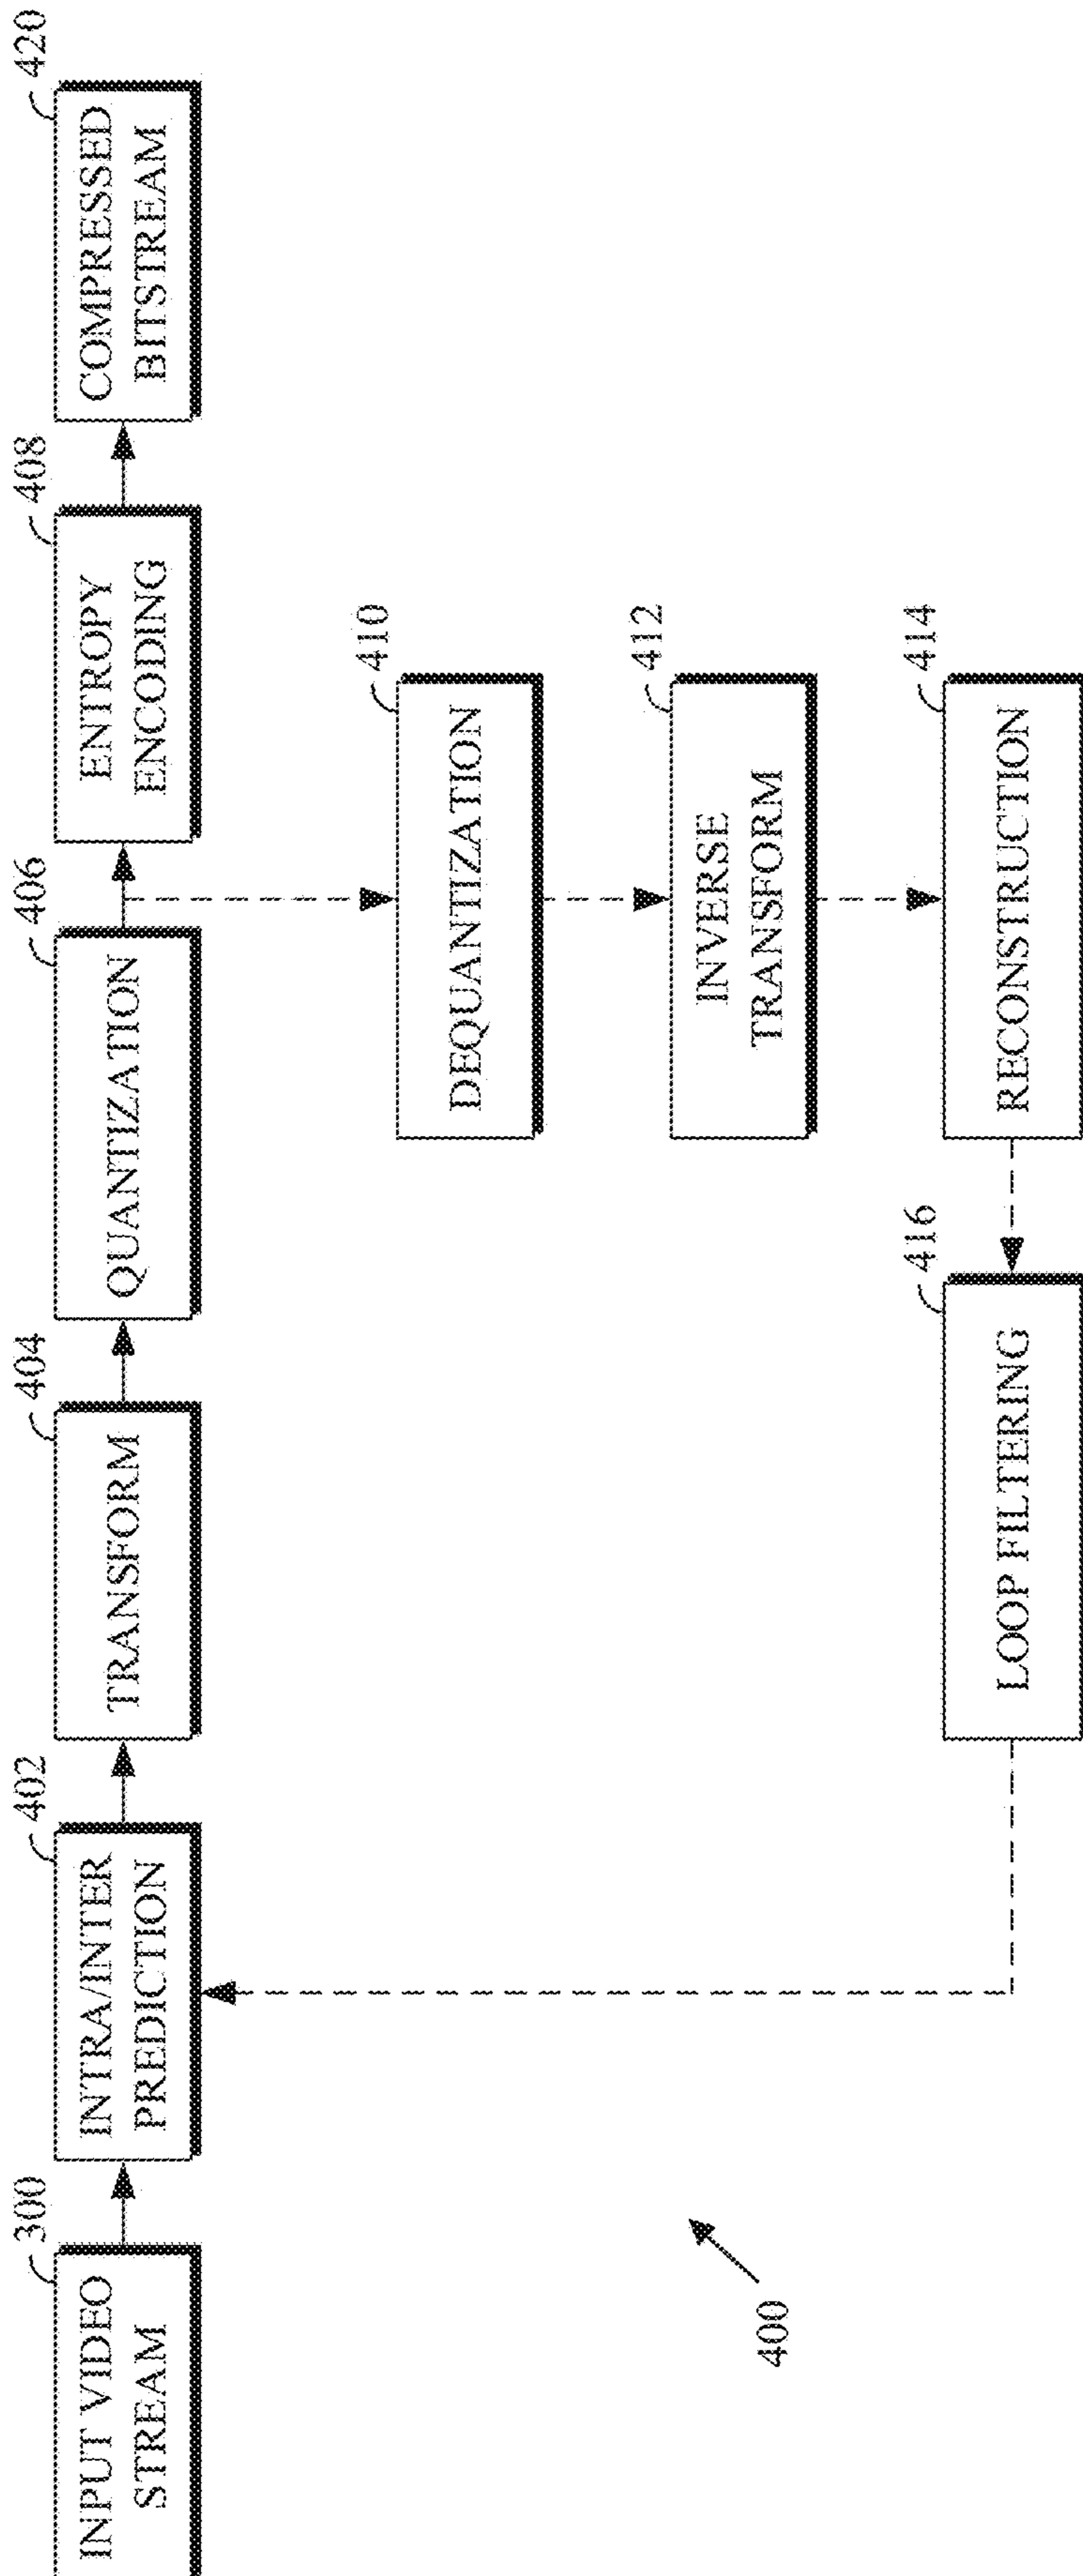 300
INPUT VIDEO
STREAM
402
INTRA/INTER
PREDICTION
404
TRANSFORM
406
QUANTIZATION
408
ENTROPY
ENCODING
420
COMPRESSED
BITSTREAM
410
DEQUANTIZATION
412
INVERSE
TRANSFORM
414
RECONSTRUCTION
416
LOOP FILTERING
400